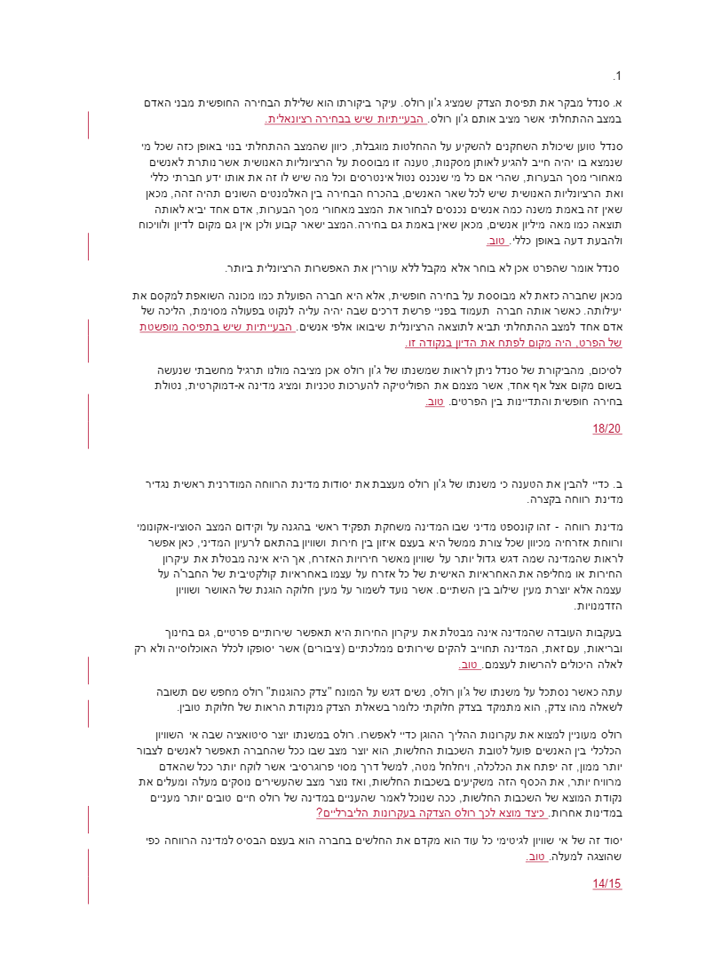 1.
א. סנדל מבקר את תפיסת הצדק שמציג ג'ון רולס. עיקר ביקורתו הוא שלילת הבחירה החופשית מבני האדם
במצב ההתחלתי אשר מציב אותם ג'ון רולס. הבעייתיות שיש בבחירה רציונאלית.
סנדל טוען שיכולת השחקנים להשקיע על ההחלטות מוגבלת, כיוון שהמצב ההתחלתי בנוי באופן כזה שכל מי
שנמצא בו יהיה חייב להגיע לאותן מסקנות, טענה זו מבוססת על הרציונליות האנושית אשר נותרת לאנשים
מאחורי מסך הבערות, שהרי אם כל מי שנכנס נטול אינטרסים וכל מה שיש לו זה את אותו ידע חברתי כללי
ואת הרציונליות האנושית שיש לכל שאר האנשים, בהכרח הבחירה בין האלמנטים השונים תהיה זהה, מכאן
שאין זה באמת משנה כמה אנשים נכנסים לבחור את המצב מאחורי מסך הבערות, אדם אחד יביא לאותה
תוצאה כמו מאה מיליון אנשים, מכאן שאין באמת גם בחירה.המצב ישאר קבוע ולכן אין גם מקום לדיון ולוויכוח
ולהבעת דעה באופן כללי. טוב.
סנדל אומר שהפרט אכן לא בוחר אלא מקבל ללא עוררין את האפשרות הרציונלית ביותר.
מכאן שחברה כזאת לא מבוססת על בחירה חופשית, אלא היא חברה הפועלת כמו מכונה השואפת למקסם את
יעילותה. כאשר אותה חברה תעמוד בפניי פרשת דרכים שבה יהיה עליה לנקוט בפעולה מסוימת, הליכה של
אדם אחד למצב ההתחלתי תביא לתוצאה הרציונלית שיבואו אלפי אנשים. הבעייתיות שיש בתפיסה מופשטת
של הפרט, היה מקום לפתח את הדיון בנקודה זו.
לסיכום, מהביקורת של סנדל ניתן לראות שמשנתו של ג'ון רולס אכן מציבה מולנו תרגיל מחשבתי שנעשה
בשום מקום אצל אף אחד, אשר מצמם את הפוליטיקה להערכות טכניות ומציג מדינה א-דמוקרטית, נטולת
בחירה חופשית והתדיינות בין הפרטים. טוב.
18/20
ב. כדיי להבין את הטענה כי משנתו של ג'ון רולס מעצבת את יסודות מדינת הרווחה המודרנית ראשית נגדיר
מדינת רווחה בקצרה.
מדינת רווחה - זהו קונספט מדיני שבו המדינה משחקת תפקיד ראשי בהגנה על וקידום המצב הסוציו-אקונומי
ורווחת אזרחיה מכיוון שכל צורת ממשל היא בעצם איזון בין חירות ושוויון בהתאם לרעיון המדיני, כאן אפשר
לראות שהמדינה שמה דגש גדול יותר על שוויון מאשר חירויות האזרח, אך היא אינה מבטלת את עיקרון
החירות או מחליפה את האחראיות האישית של כל אזרח על עצמו באחראיות קולקטיבית של החבר'ה על
עצמה אלא יוצרת מעין שילוב בין השתיים. אשר נועד לשמור על מעין חלוקה הוגנת של האושר ושוויון
הזדמנויות.
בעקבות העובדה שהמדינה אינה מבטלת את עיקרון החירות היא תאפשר שירותיים פרטיים, גם בחינוך
ובריאות, עם זאת, המדינה תחוייב להקים שירותים ממלכתיים (ציבורים) אשר יסופקו לכלל האוכלוסייה ולא רק
לאלה היכולים להרשות לעצמם. טוב.
עתה כאשר נסתכל על משנתו של ג'ון רולס, נשים דגש על המונח "צדק כהוגנות" רולס מחפש שם תשובה
לשאלה מהו צדק, הוא מתמקד בצדק חלוקתי כלומר בשאלת הצדק מנקודת הראות של חלוקת טובין.
רולס מעוניין למצוא את עקרונות ההליך ההוגן כדיי לאפשרו. רולס במשנתו יוצר סיטואציה שבה אי השוויון
הכלכלי בין האנשים פועל לטובת השכבות החלשות, הוא יוצר מצב שבו ככל שהחברה תאפשר לאנשים לצבור
יותר ממון, זה יפתח את הכלכלה, ויחלחל מטה, למשל דרך מסוי פרוגרסיבי אשר לוקח יותר ככל שהאדם
מרוויח יותר, את הכסף הזה משקיעים בשכבות החלשות, ואז נוצר מצב שהעשירים נוסקים מעלה ומעלים את
נקודת המוצא של השכבות החלשות, ככה שנוכל לאמר שהעניים במדינה של רולס חיים טובים יותר מעניים
במדינות אחרות. כיצד מוצא לכך רולס הצדקה בעקרונות הליברליים?
יסוד זה של אי שוויון לגיטימי כל עוד הוא מקדם את החלשים בחברה הוא בעצם הבסיס למדינה הרווחה כפי
שהוצגה למעלה. טוב.
14/15